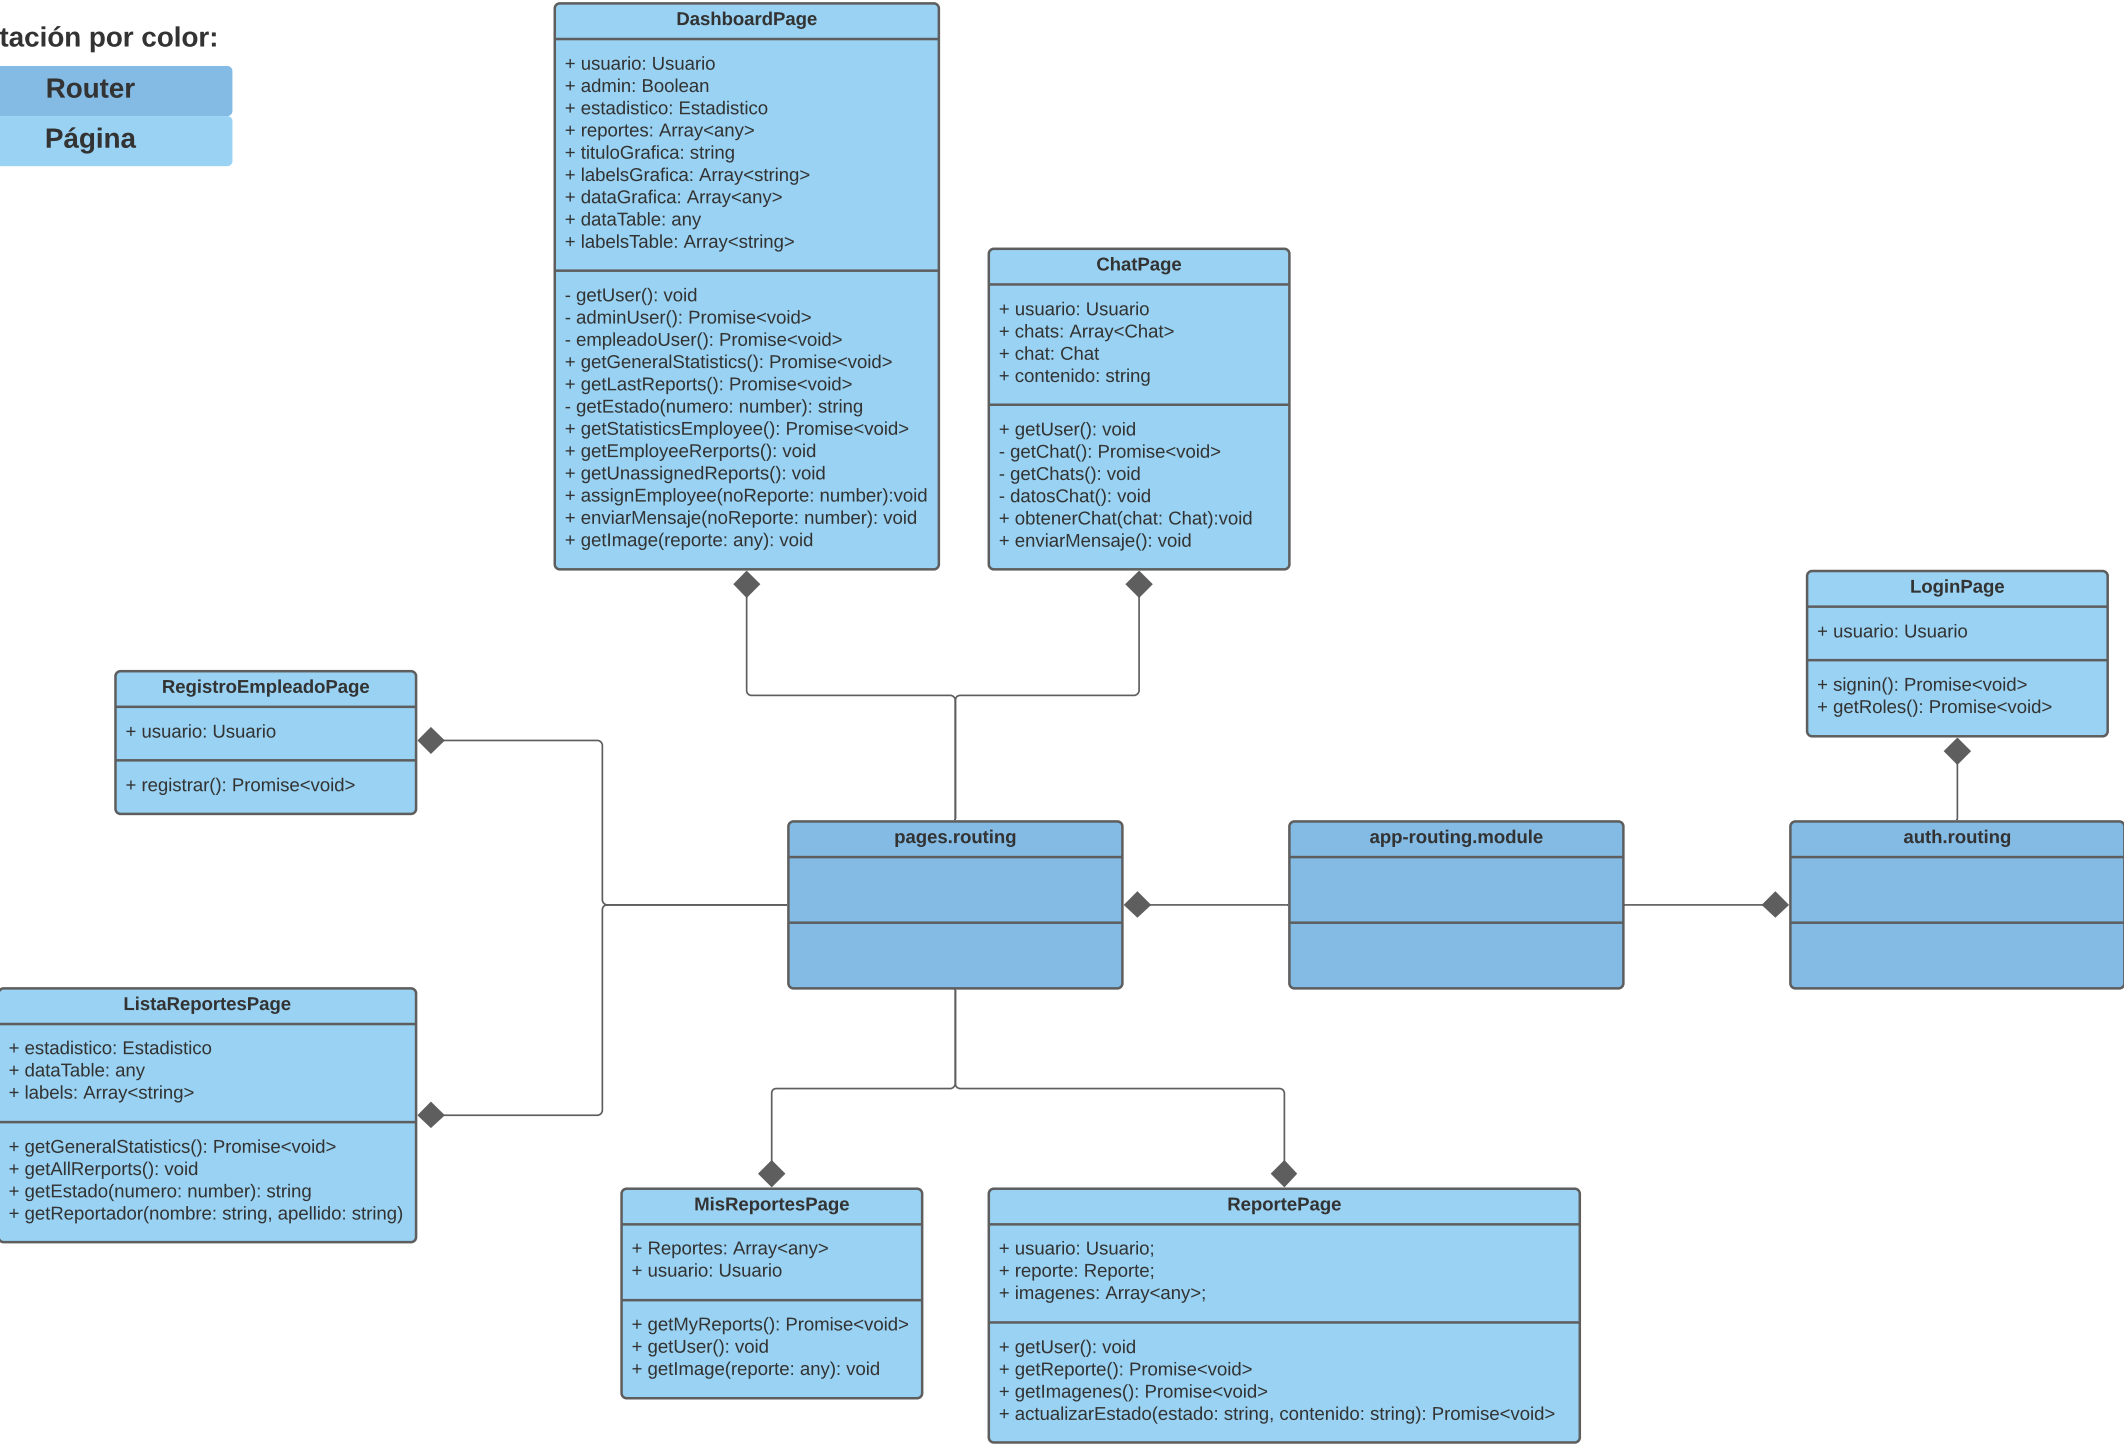 tación por color:
Router
Página
DashboardPage
+ usuario: Usuario
+ admin: Boolean
+ estadistico: Estadistico
+ reportes: Array<any>
+ tituloGrafica: string
+ labelsGrafica: Array<string>
+ dataGrafica: Array<any>
+ dataTable: any
+ labelsTable: Array<string>
- getUser(): void
- adminUser(): Promise<void>
- empleadoUser(): Promise<void>
+ getGeneralStatistics(): Promise<void>
+ getLastReports(): Promise<void>
- getEstado(numero: number): string
+ getStatisticsEmployee(): Promise<void>
+ getEmployeeRerports(): void
+ getUnassignedReports(): void
+ assignEmployee(noReporte: number):void
+ enviarMensaje(noReporte: number): void
+ getImage(reporte: any): void
ChatPage
+ usuario: Usuario
+ chats: Array<Chat>
+ chat: Chat
+ contenido: string
+ getUser(): void
- getChat(): Promise<void>
- getChats(): void
- datosChat(): void
+ obtenerChat(chat: Chat):void
+ enviarMensaje(): void
LoginPage
+ usuario: Usuario
+ signin(): Promise<void>
+ getRoles(): Promise<void>
RegistroEmpleadoPage
+ usuario: Usuario
+ registrar(): Promise<void>
pages.routing
app-routing.module
auth.routing
ListaReportesPage
+ estadistico: Estadistico
+ dataTable: any
+ labels: Array<string>
+ getGeneralStatistics(): Promise<void>
+ getAllRerports(): void
+ getEstado(numero: number): string
+ getReportador(nombre: string, apellido: string)
MisReportesPage
+ Reportes: Array<any>
+ usuario: Usuario
+ getMyReports(): Promise<void>
+ getUser(): void
+ getImage(reporte: any): void
ReportePage
+ usuario: Usuario;
+ reporte: Reporte;
+ imagenes: Array<any>;
+ getUser(): void
+ getReporte(): Promise<void>
+ getImagenes(): Promise<void>
+ actualizarEstado(estado: string, contenido: string): Promise<void>